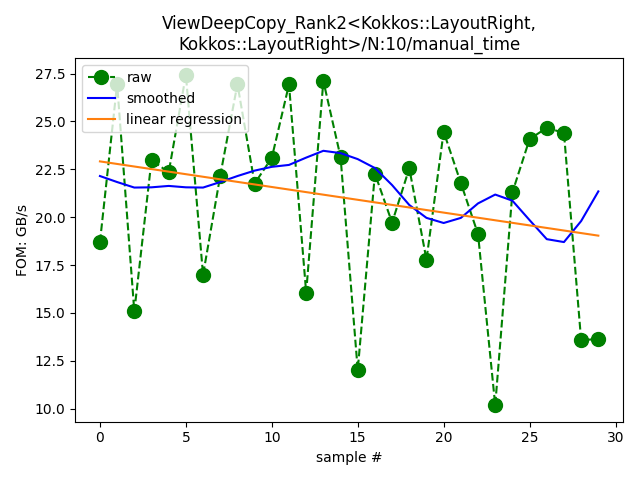 ViewDeepCopy_Rank2<Kokkos::LayoutRight,
Kokkos::LayoutRight>/N:10/manual_time
raw
smoothed
linear regression
FOM: GB/s
27.5
25.0
22.5
20.0
17.5
15.0
12.5
10.0
0 5 10 15 20 25 30
sample #